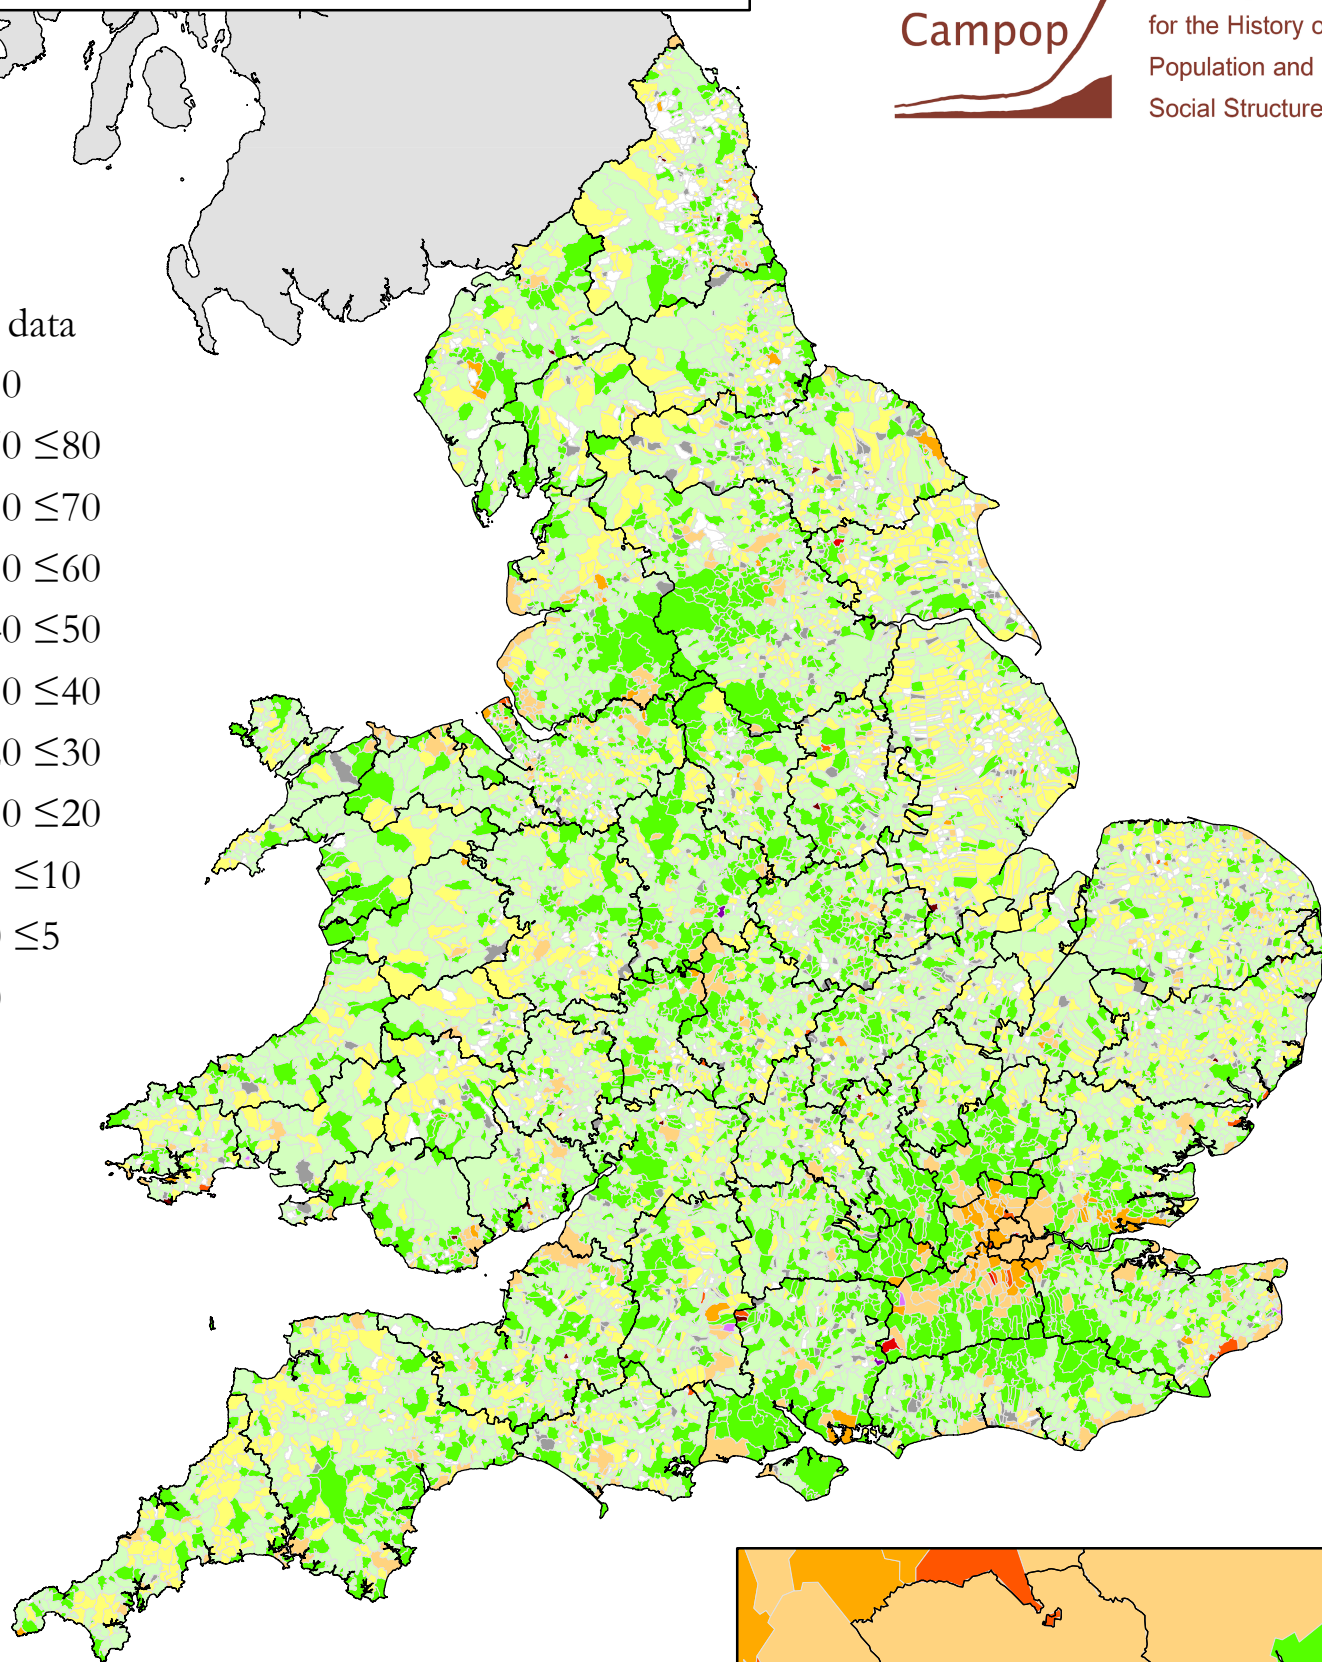 Campop
for the History o
Population and
Social Structure
data
0
0 ≤80
0 ≤70
0 ≤60
0 ≤50
0 ≤40
0 ≤30
0 ≤20
≤10
≤5